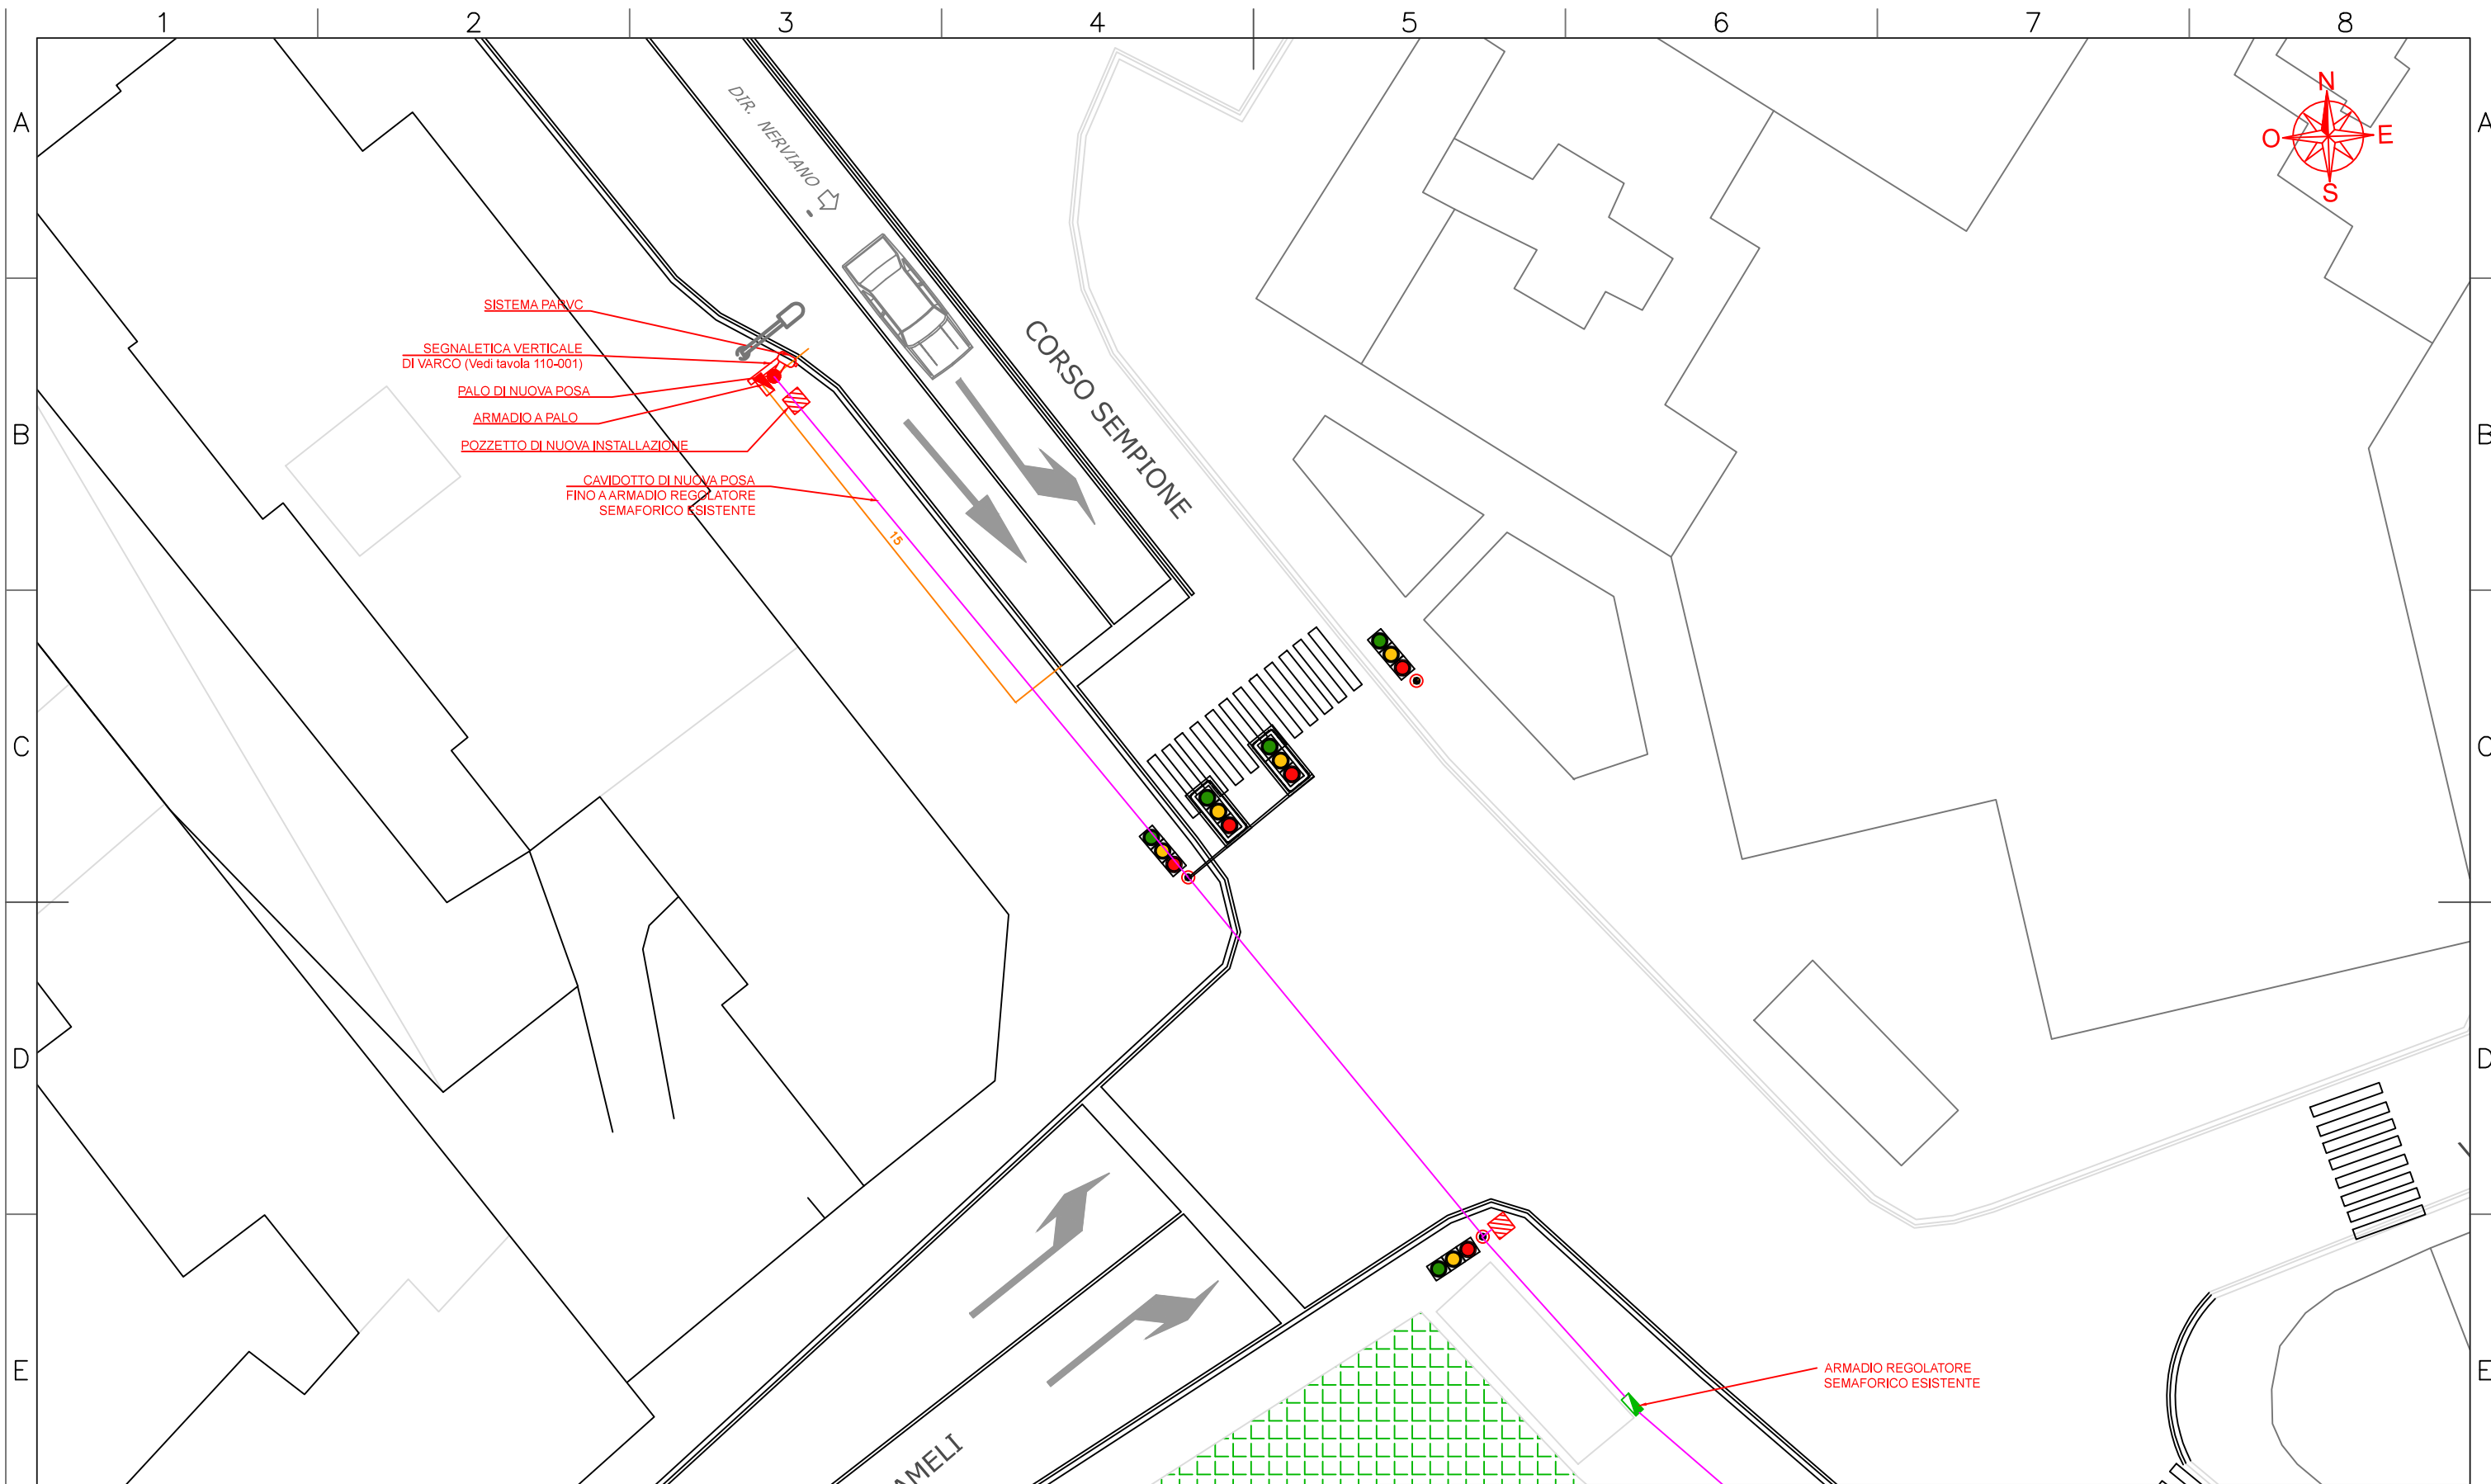 1 2 3 4 5 6 7 8
A A
N
O E
S
DIR. NERVIANO
SISTEMA PARVC
SEGNALETICA VERTICALE
DI VARCO (Vedi tavola 110-001)
PALO DI NUOVA POSA
ARMADIO A PALO
POZZETTO DI NUOVA INSTALLAZIONE
CORSO SEMPIONE
B B
CAVIDOTTO DI NUOVA POSA
FINO A ARMADIO REGOLATORE
SEMAFORICO ESISTENTE
15
C C
D D
E E
ARMADIO REGOLATORE
SEMAFORICO ESISTENTE
AMELI